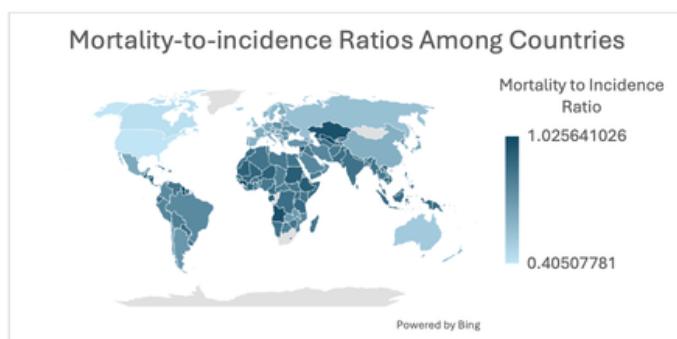 Mortality-to-incidence Ratios Among Countries
Mortality to Incidence
Ratio
1.025641026
0.40507781
Powered by Bing